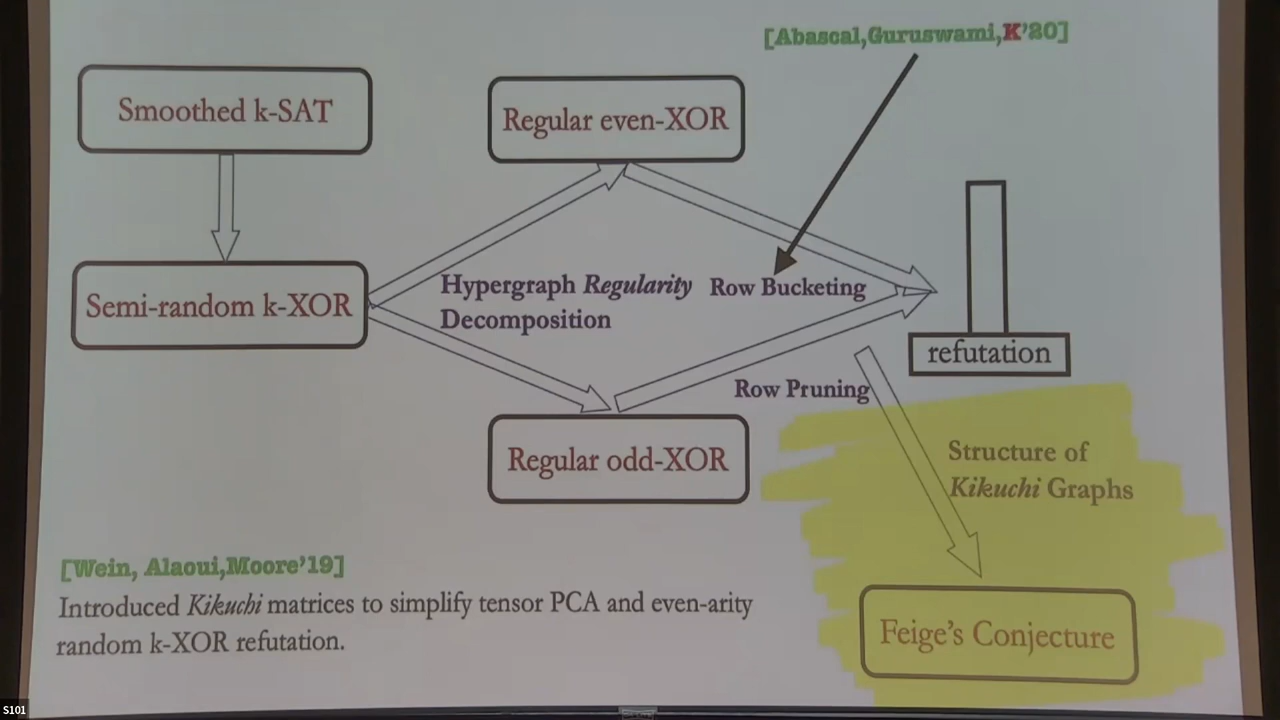 [Abascal,Guruswami,K'20]
Smoothed k-SAT
Regular even-XOR
Semi-random k-XOR
Hypergraph Regularity
Decomposition
Row Bucketing
refutation
Row Pruning
Regular odd-XOR
Structure of
Kikuchi Graphs
[Wein, Alaoui,Moore'19]
Introduced Kikuchi matrices to simplify tensor PCA and even-arity
random k-XOR refutation.
Feige's Conjecture
S101